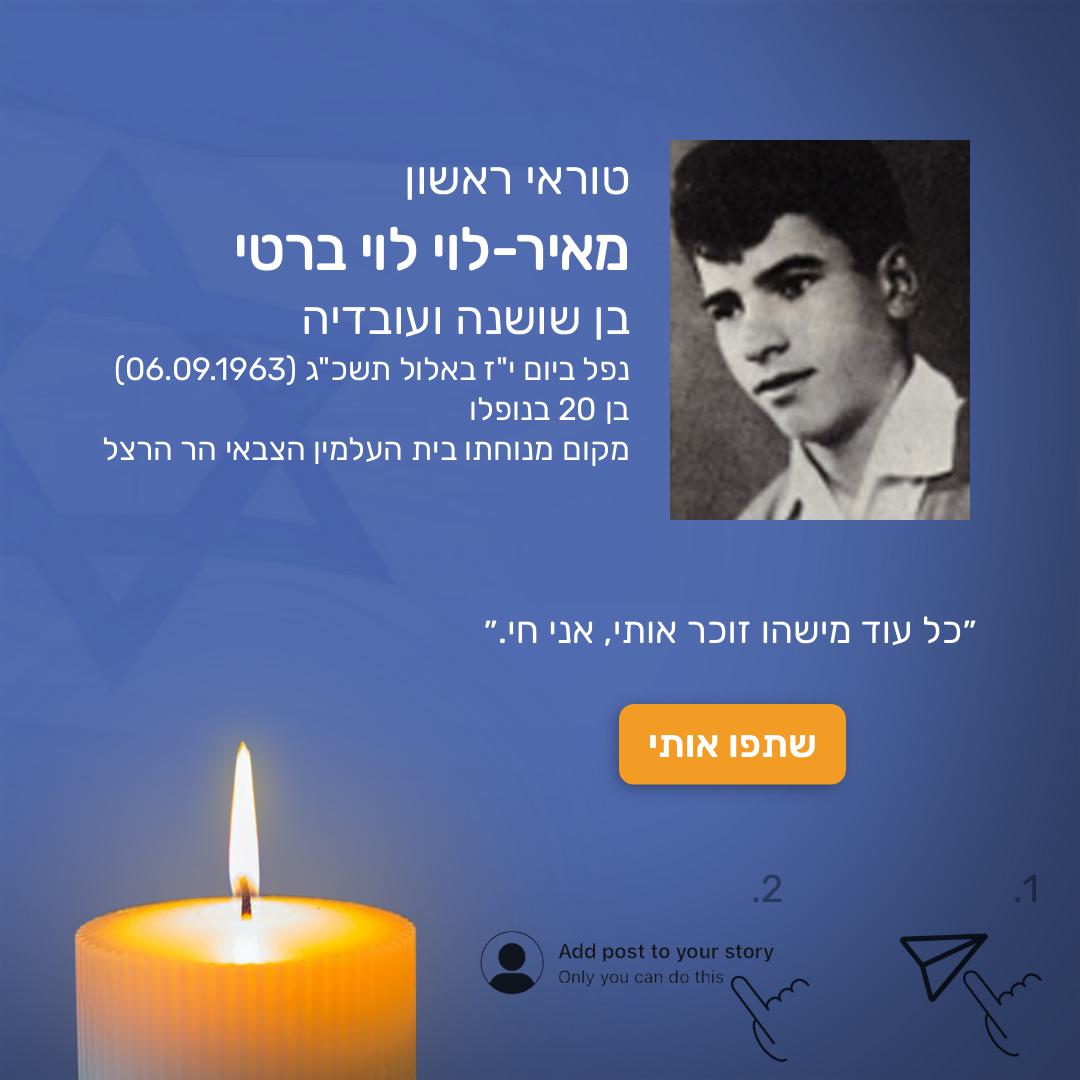 טוראי ראשון
מאיר-לוי לוי ברטי
בן שושנה ועובדיה
נפל ביום י"ז באלול תשכ"ג (06.09.1963)
בן 20 בנופלו
מקום מנוחתו בית העלמין הצבאי הר הרצל
״כל עוד מישהו זוכר אותי, אני חי.״
שתפו אותי
1.
2.
Add post to your story
Only you can do this